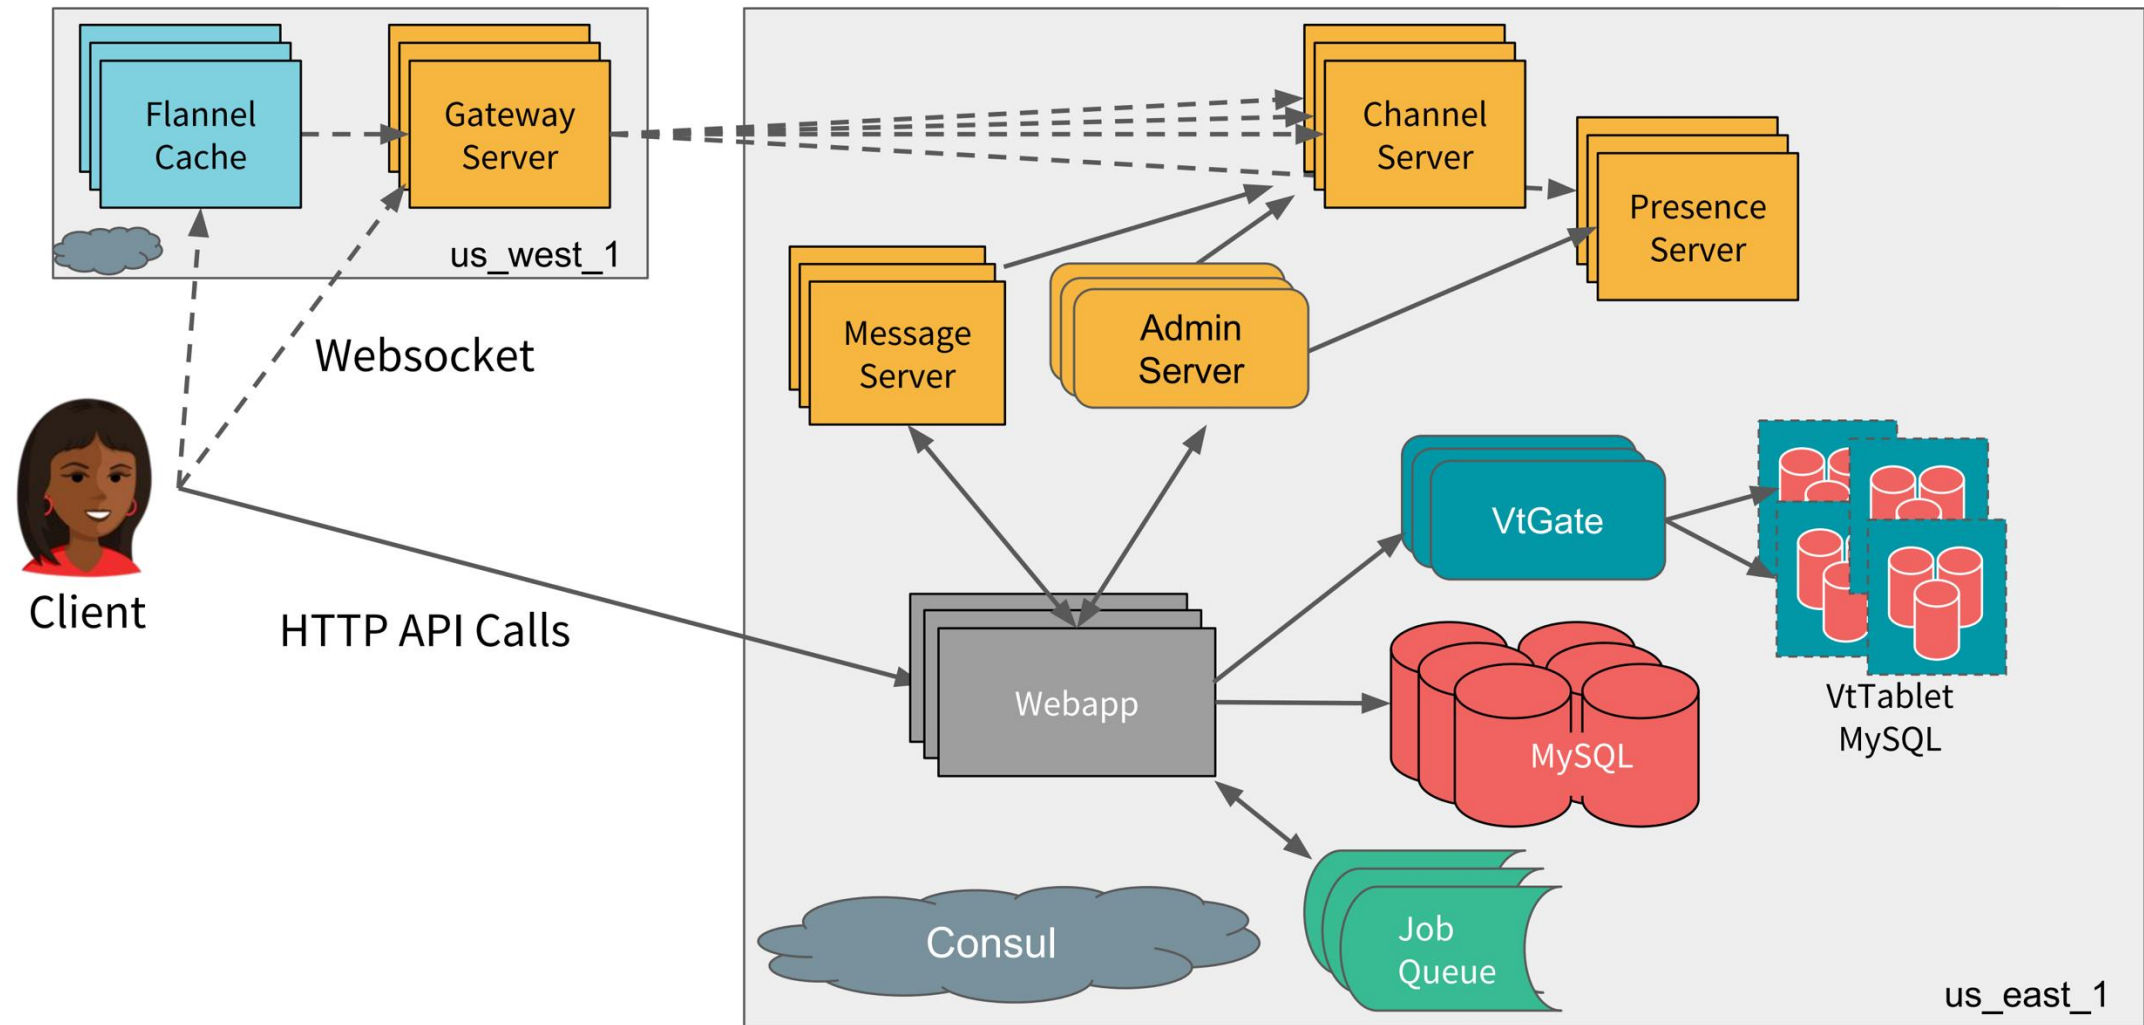 Flannel
Cache
Gateway
Server
us_west_1
Channel
Server
Presence
Server
Message
Server
Admin
Server
Websocket
Client
HTTP API Calls
VtGate
VtTablet
MySQL
Webapp
MySQL
Consul
Job
Queue
us_east_1